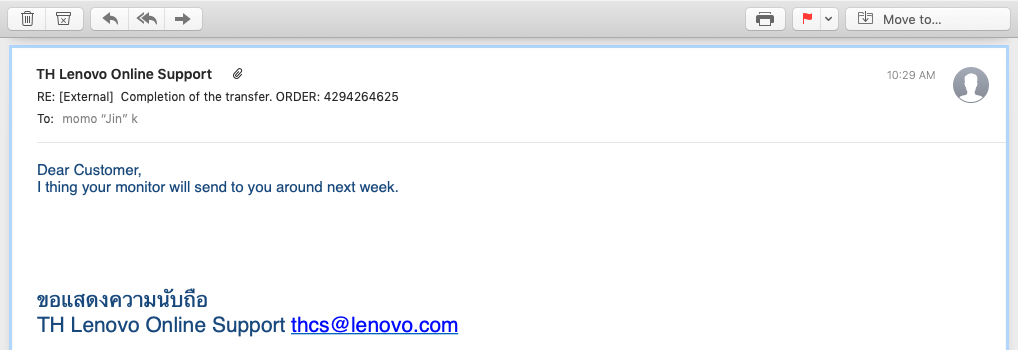 Move to...
TH Lenovo Online Support
10:29 AM
RE: [External]  Completion of the transfer. ORDER: 4294264625
To: momo “Jin” k
Dear Customer,
I thing your monitor will send to you around next week.
ขอแสดงความนับถือ
TH Lenovo Online Support thcs@lenovo.com